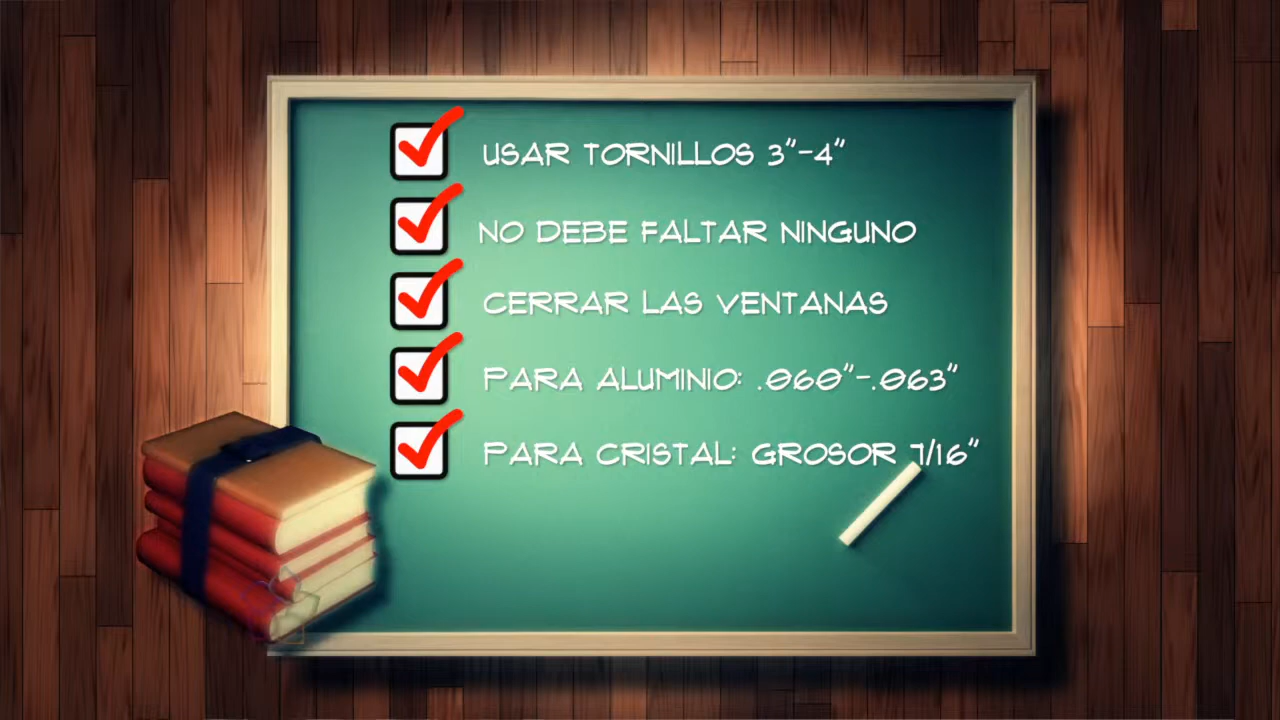 USAR TORNILLOS 3"-4"
NO DEBE FALTAR NINGUNO
CERRAR LAS VENTANAS
PARA ALUMINIO: .060"-.063"
PARA CRISTAL: GROSOR 7/16"